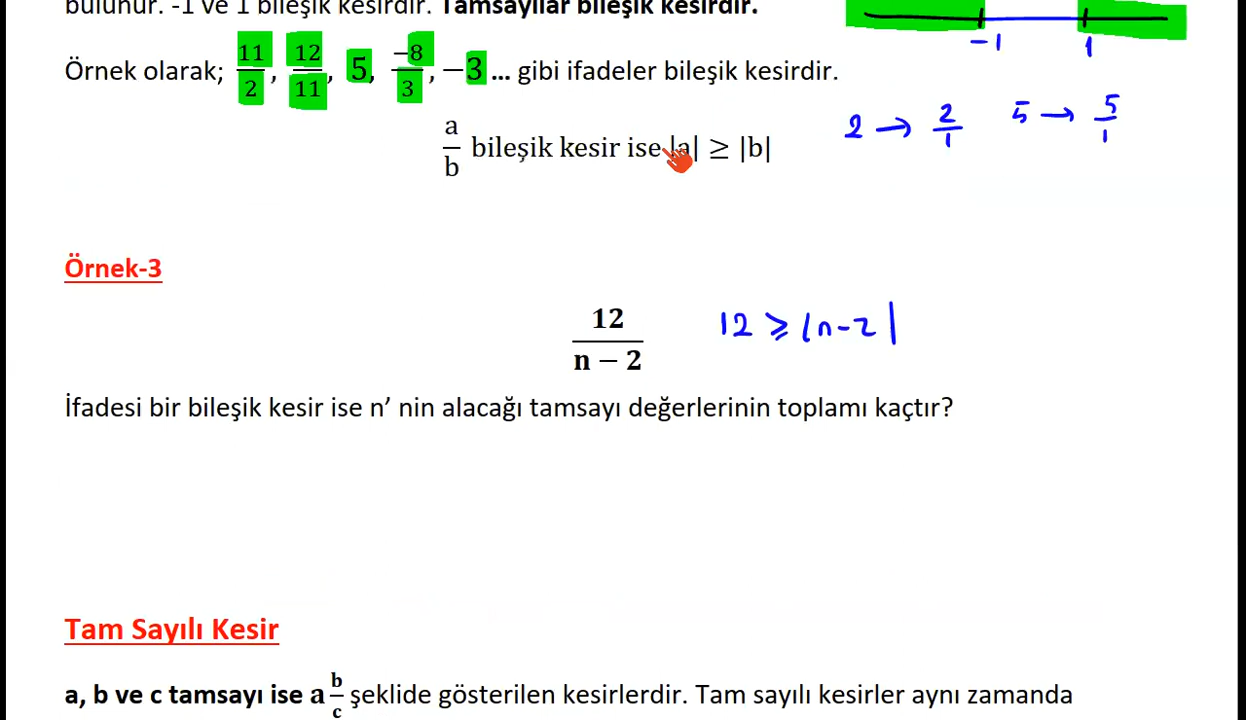 bulunur. -1 ve 1 bileşik kesirdir. Tamsayılar bileşik kesirdir.
-1 1
Örnek olarak; 11/2, 12/11, 5, -8/3, -3 ... gibi ifadeler bileşik kesirdir.
2 → 2/1 5 → 5/1
a/b bileşik kesir ise |a| ≥ |b|
Örnek-3
12/(n − 2) 12 ≥ |n-2|
İfadesi bir bileşik kesir ise n’ nin alacağı tamsayı değerlerinin toplamı kaçtır?
Tam Sayılı Kesir
a, b ve c tamsayı ise a b/c şeklide gösterilen kesirlerdir. Tam sayılı kesirler aynı zamanda